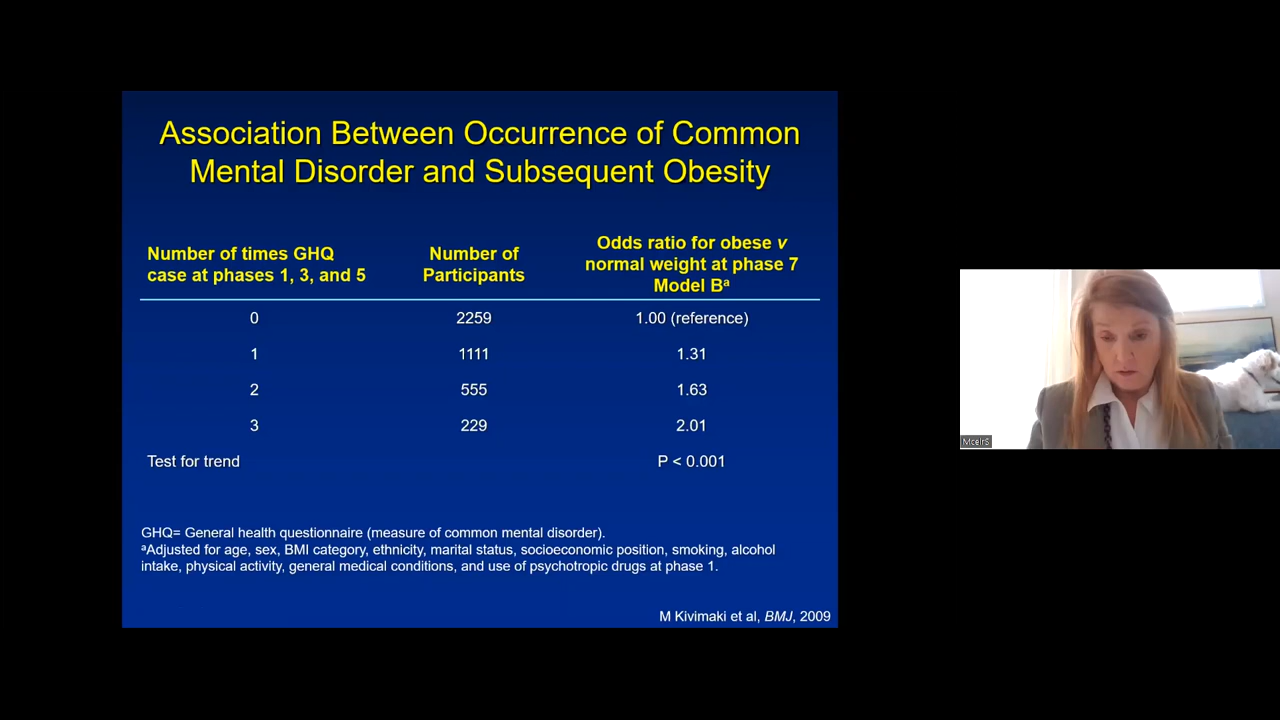 Association Between Occurrence of Common
Mental Disorder and Subsequent Obesity
Number of times GHQ
case at phases 1, 3, and 5
Number of
Participants
Odds ratio for obese v
normal weight at phase 7
Model Bª
0 2259 1.00 (reference)
1 1111 1.31
2 555 1.63
3 229 2.01
Test for trend P < 0.001
GHQ= General health questionnaire (measure of common mental disorder).
ªAdjusted for age, sex, BMI category, ethnicity, marital status, socioeconomic position, smoking, alcohol
intake, physical activity, general medical conditions, and use of psychotropic drugs at phase 1.
M Kivimaki et al, BMJ, 2009
McelrS